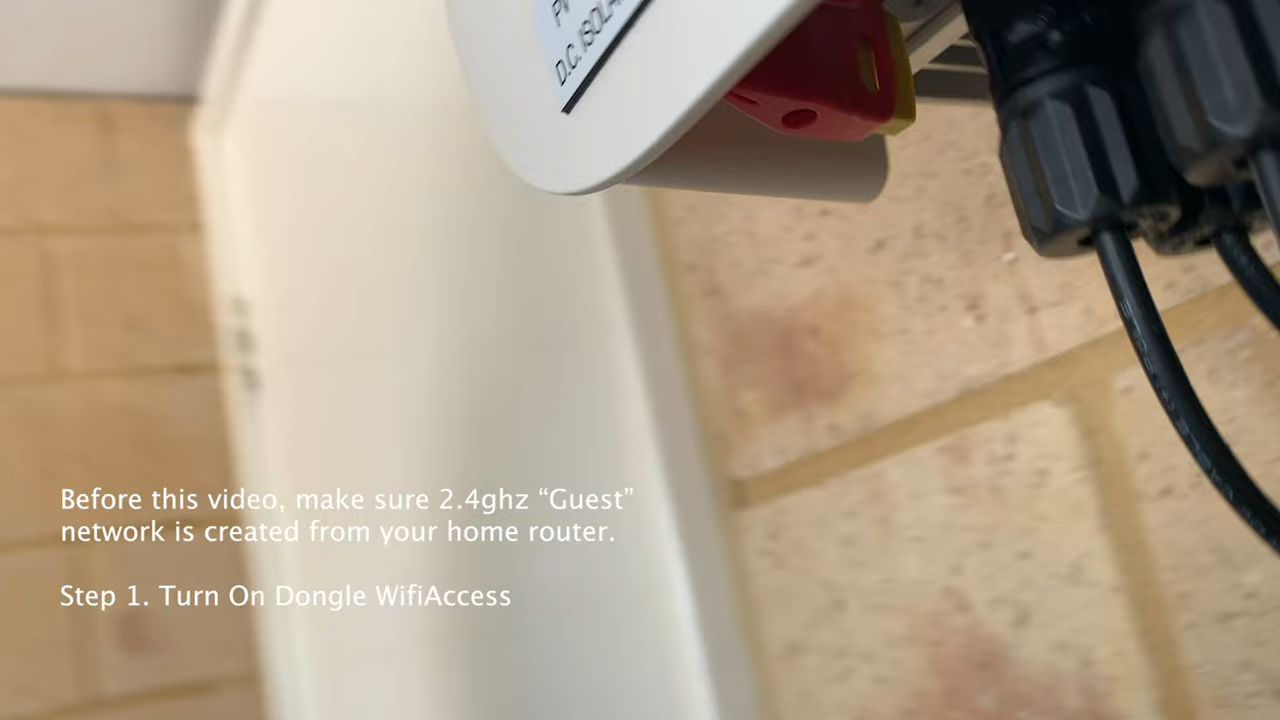 D.C. ISOLA
Before this video, make sure 2.4ghz “Guest”
network is created from your home router.
Step 1. Turn On Dongle WifiAccess